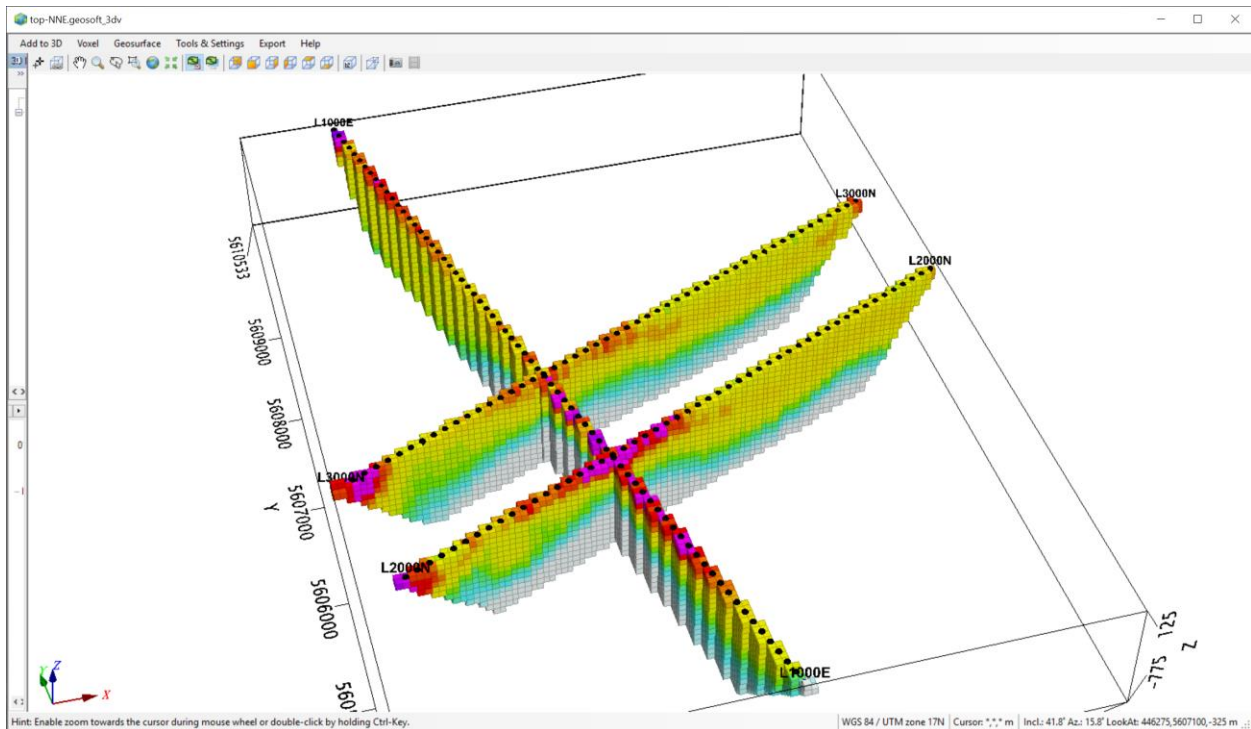 top-NNE.geosoft_3dv
Add to 3D Voxel Geosurface Tools & Settings Export Help
L1000E
L3000N
L2000N
5610533
5609000
5608000
L3000N
5607000
Y
L2000N
5606000
125
Z
-775
L1000E
Z
Y
X
0
Hint: Enable zoom towards the cursor during mouse wheel or double-click by holding Ctrl-Key.
WGS 84 / UTM zone 17N Cursor: *,*,* m Incl.: 41.8° Az.: 15.8° LookAt: 446275,5607100,-325 m